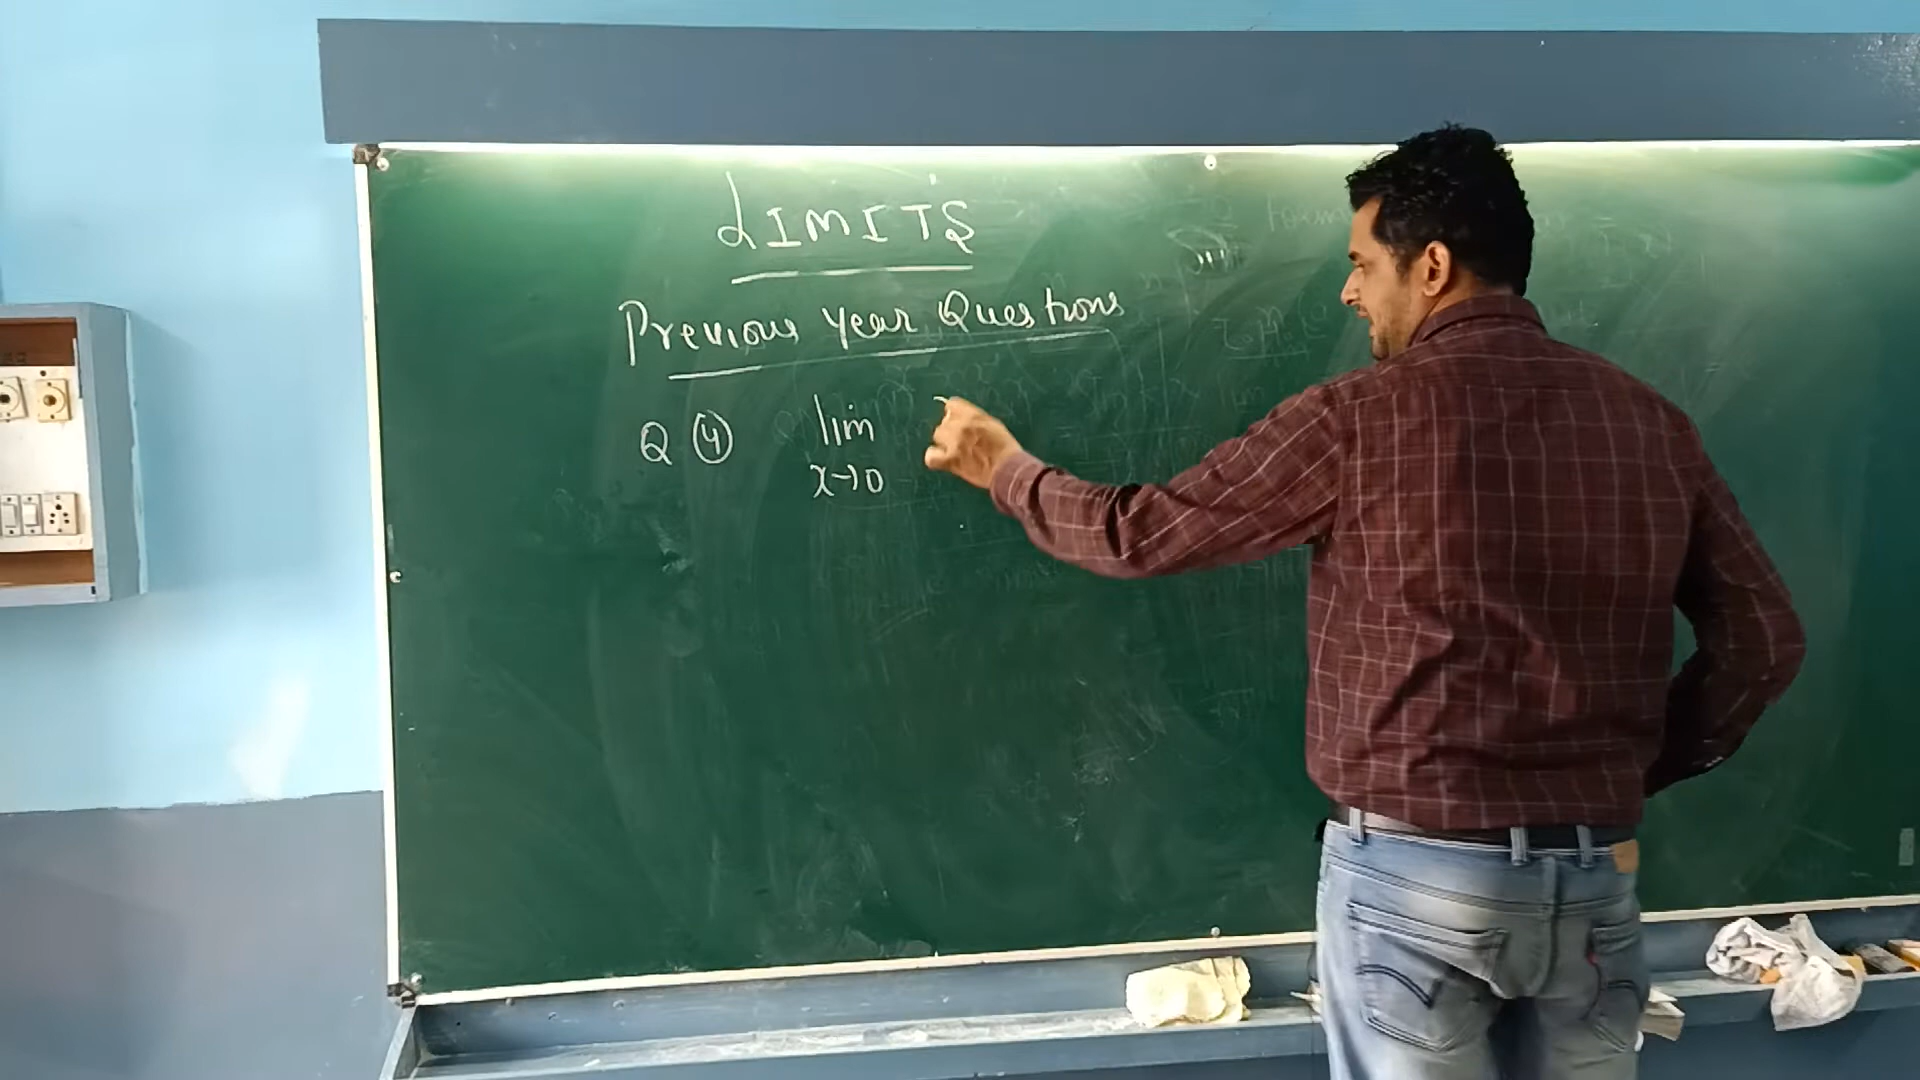 LIMITS
Previous Year Questions
Q ④ lim
x→0